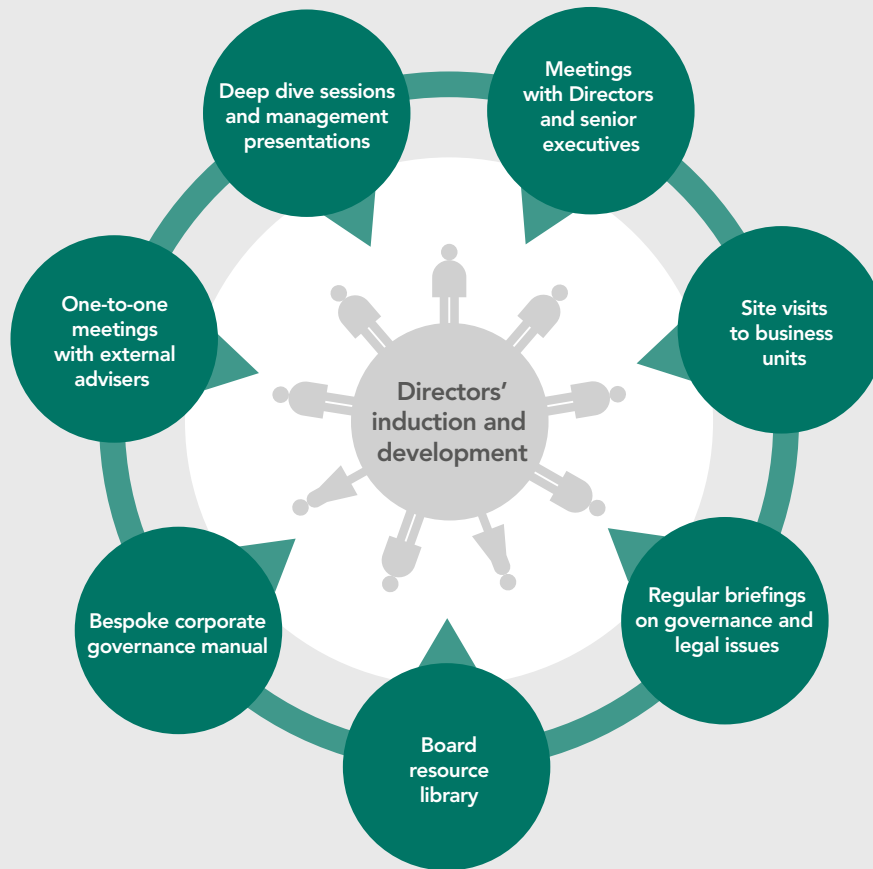 Deep dive sessions
and management
presentations
Meetings
with Directors
and senior
executives
One-to-one
meetings
with external
advisers
Site visits
to business
units
Directors’
induction and
development
Bespoke corporate
governance manual
Regular briefings
on governance and
legal issues
Board
resource
library